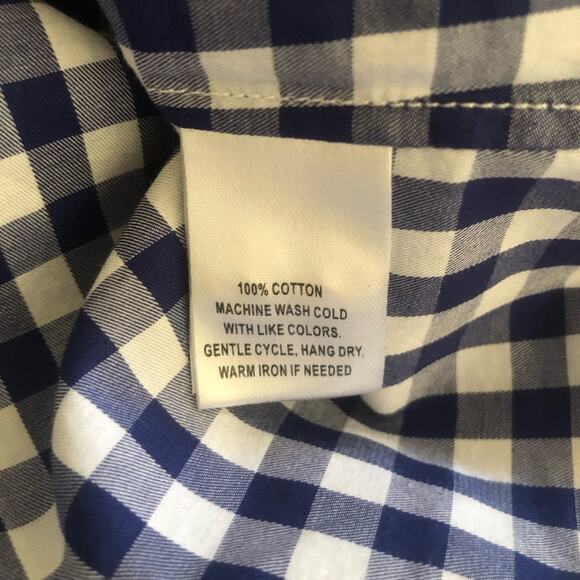 100% COTTON
MACHINE WASH COLD
WITH LIKE COLORS.
GENTLE CYCLE, HANG DRY,
WARM IRON IF NEEDED